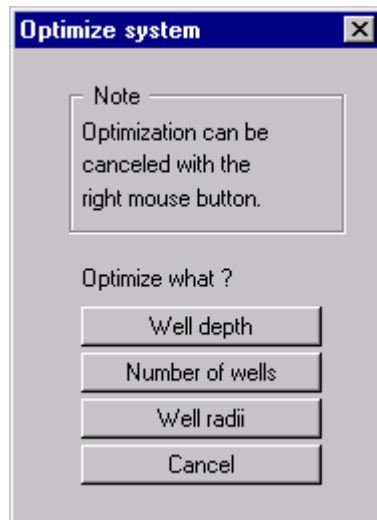 Optimize system
Note
Optimization can be
canceled with the
right mouse button.
Optimize what ?
Well depth
Number of wells
Well radii
Cancel